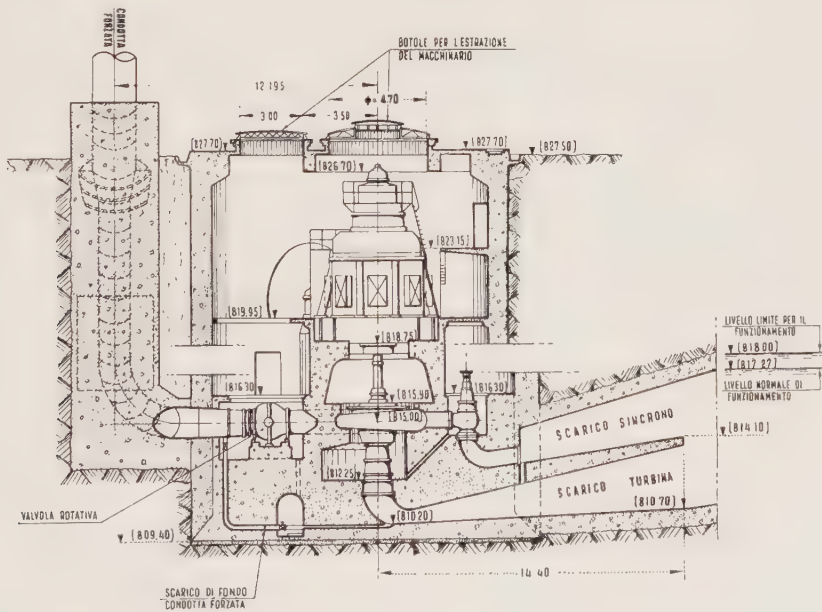 CONDOTTA
FORZATA
BOTOLE PER L'ESTRAZIONE
DEL MACCHINARIO
12.195
3.00
3.50
ϕ= 4.70
(827.70)
(826.70)
(827.70)
(827.50)
(823.15)
(819.95)
(818.75)
(816.30)
(815.90)
(816.30)
(815.00)
(812.25)
(810.20)
(809.40)
LIVELLO LIMITE PER IL
FUNZIONAMENTO
(818.00)
(817.27)
LIVELLO NORMALE DI
FUNZIONAMENTO
SCARICO SINCRONO
(814.10)
SCARICO TURBINA
(810.70)
VALVOLA ROTATIVA
14.40
SCARICO DI FONDO
CONDOTTA FORZATA